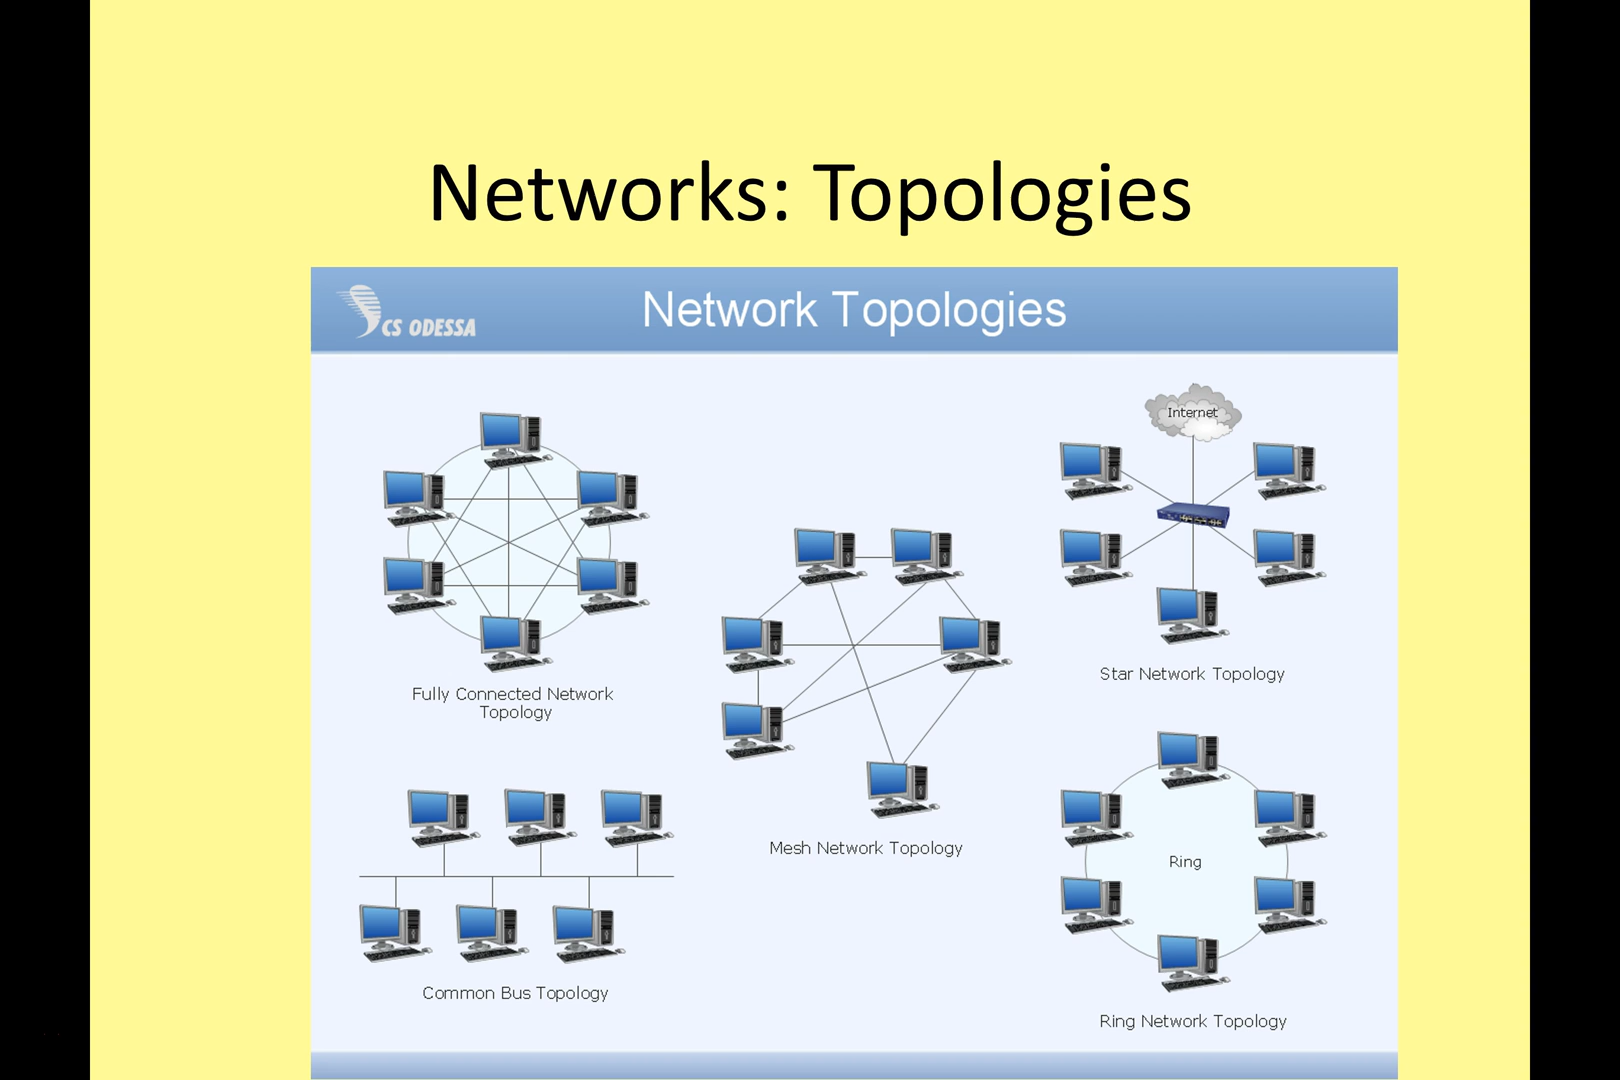 Networks: Topologies
CS ODESSA
Network Topologies
Internet
Fully Connected Network
Topology
Star Network Topology
Mesh Network Topology
Ring
Common Bus Topology
Ring Network Topology